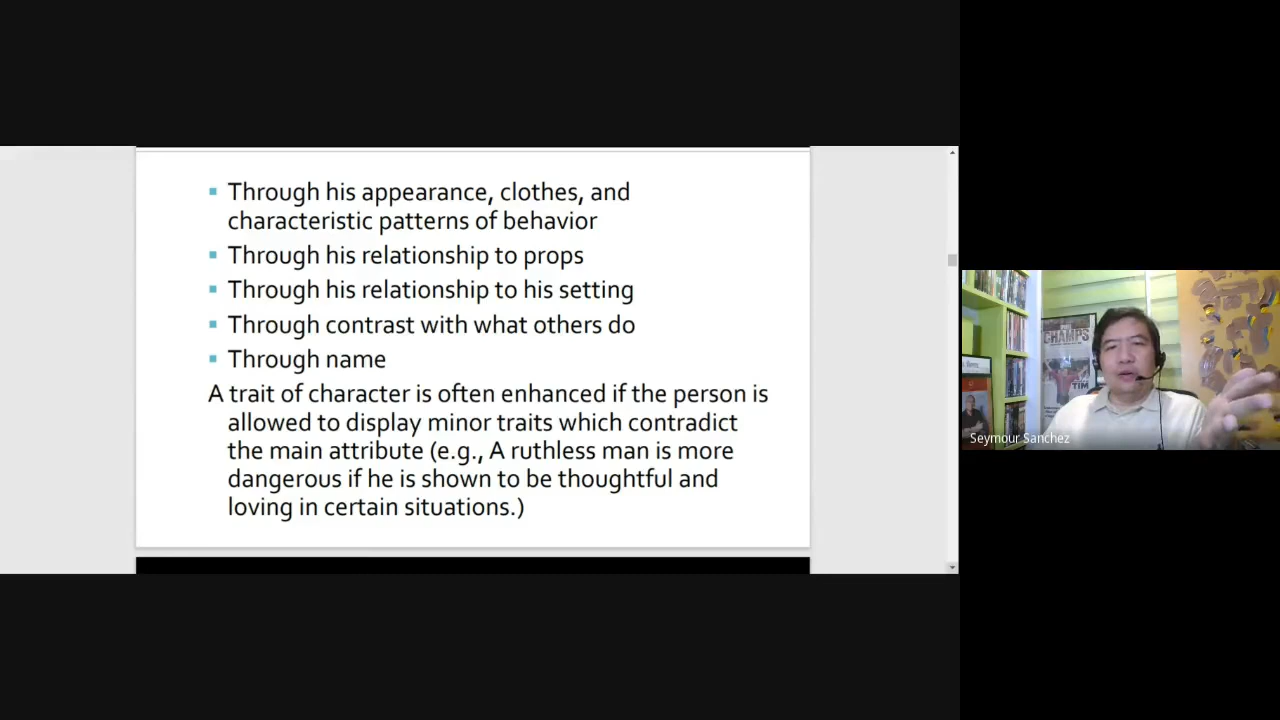 Through his appearance, clothes, and
characteristic patterns of behavior
Through his relationship to props
Through his relationship to his setting
Through contrast with what others do
Through name
A trait of character is often enhanced if the person is
allowed to display minor traits which contradict
the main attribute (e.g., A ruthless man is more
dangerous if he is shown to be thoughtful and
loving in certain situations.)
CHAMPS
TIM
Seymour Sanchez